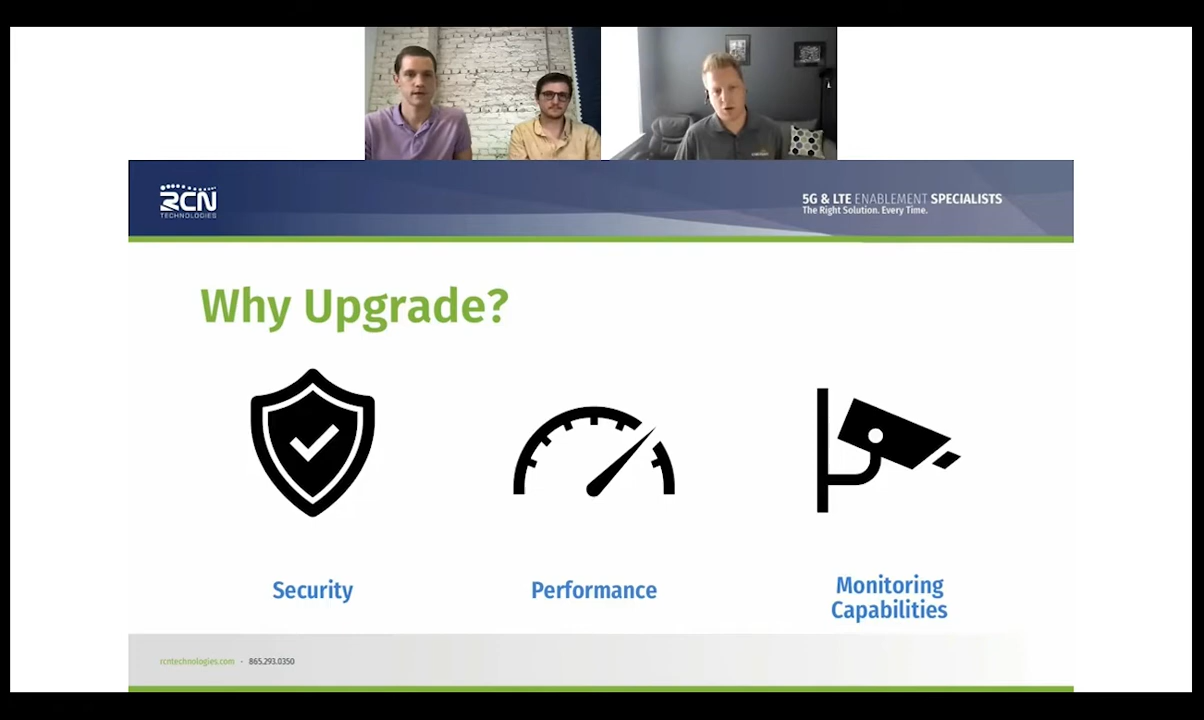 RCN
TECHNOLOGIES
5G & LTE ENABLEMENT SPECIALISTS
The Right Solution. Every Time.
Why Upgrade?
Security
Performance
Monitoring
Capabilities
rcntechnologies.com - 865.293.0350